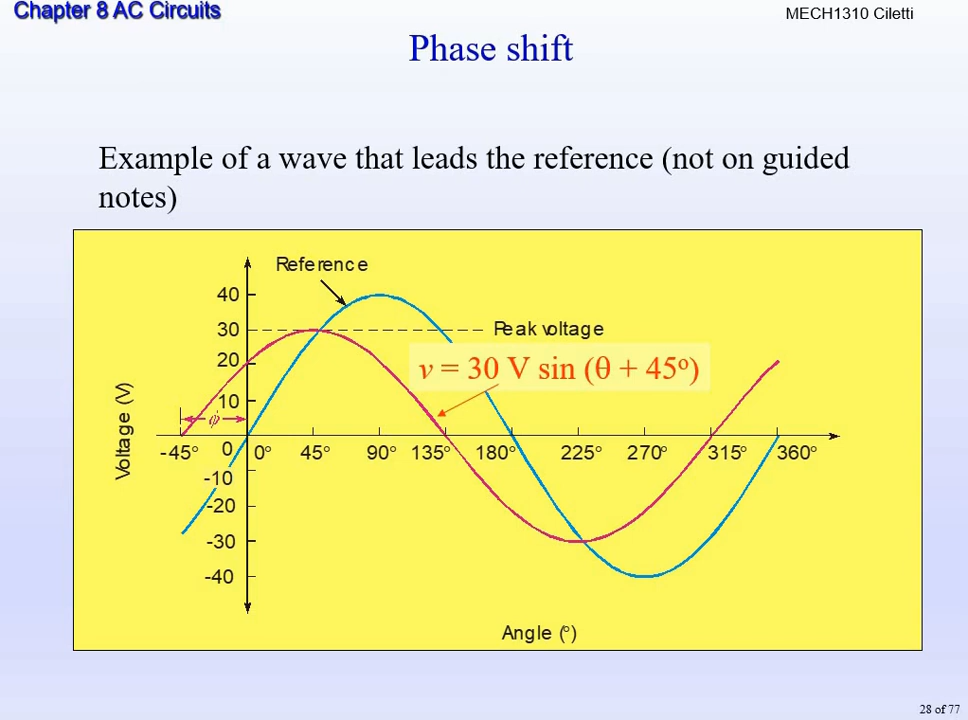 Chapter 8 AC Circuits
MECH1310 Ciletti
Phase shift
Example of a wave that leads the reference (not on guided
notes)
Reference
40
30
Peak voltage
20
v = 30 V sin (θ + 45º)
10
ϕ
Voltage (V)
-45° 0 0° 45° 90° 135° 180° 225° 270° 315° 360°
-10
-20
-30
-40
Angle (°)
28 of 77